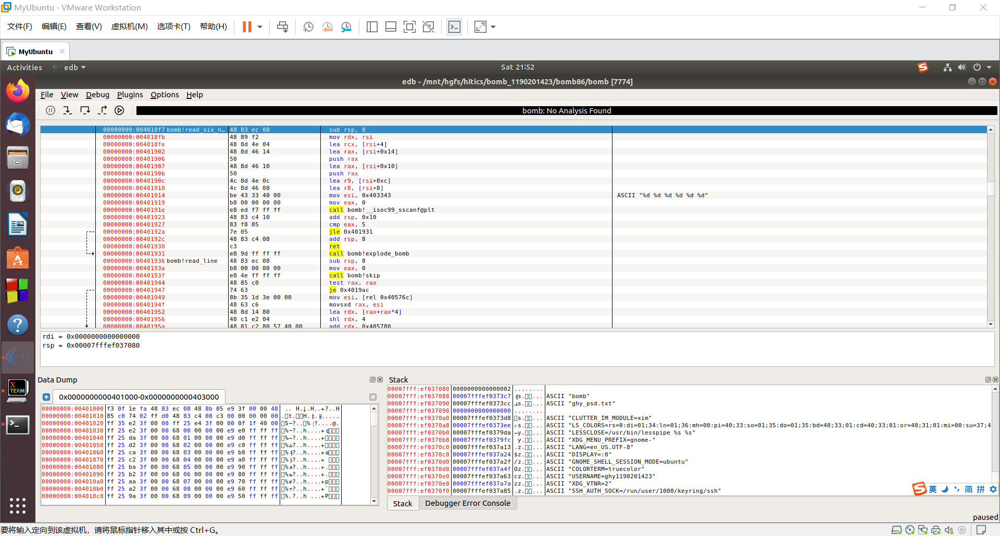 MyUbuntu - VMware Workstation
文件(F) 编辑(E) 查看(V) 虚拟机(M) 选项卡(T) 帮助(H)
MyUbuntu
Activities edb Sat 21:52
edb - /mnt/hgfs/hitics/bomb_1190201423/bomb86/bomb [7774]
File View Debug Plugins Options Help
bomb: No Analysis Found
00000000:004018f7 bomb!read_six_n... 48 83 ec 08 sub rsp, 8
00000000:004018fb 48 89 f2 mov rdx, rsi
00000000:004018fe 48 8d 4e 04 lea rcx, [rsi+4]
00000000:00401902 48 8d 46 14 lea rax, [rsi+0x14]
00000000:00401906 50 push rax
00000000:00401907 48 8d 46 10 lea rax, [rsi+0x10]
00000000:0040190b 50 push rax
00000000:0040190c 4c 8d 4e 0c lea r9, [rsi+0xc]
00000000:00401910 4c 8d 46 08 lea r8, [rsi+8]
00000000:00401914 be 43 33 40 00 mov esi, 0x403343 ASCII "%d %d %d %d %d %d"
00000000:00401919 b8 00 00 00 00 mov eax, 0
00000000:0040191e e8 ed f7 ff ff call bomb!__isoc99_sscanf@plt
00000000:00401923 48 83 c4 10 add rsp, 0x10
00000000:00401927 83 f8 05 cmp eax, 5
00000000:0040192a 7e 05 jle 0x401931
00000000:0040192c 48 83 c4 08 add rsp, 8
00000000:00401930 c3 ret
00000000:00401931 e8 9d ff ff ff call bomb!explode_bomb
00000000:00401936 bomb!read_line 48 83 ec 08 sub rsp, 8
00000000:0040193a b8 00 00 00 00 mov eax, 0
00000000:0040193f e8 4e ff ff ff call bomb!skip
00000000:00401944 48 85 c0 test rax, rax
00000000:00401947 74 63 je 0x4019ac
00000000:00401949 8b 35 1d 3e 00 00 mov esi, [rel 0x40576c]
00000000:0040194f 48 63 c6 movsxd rax, esi
00000000:00401952 48 8d 14 80 lea rdx, [rax+rax*4]
00000000:00401956 48 c1 e2 04 shl rdx, 4
00000000:0040195a 48 81 c2 80 57 40 00 add rdx, 0x405780
rdi = 0x0000000000000000
rsp = 0x00007fffef037080
Data Dump
0x0000000000401000-0x0000000000403000
00000000:00401000 f3 0f 1e fa 48 83 ec 08 48 8b 05 e9 3f 00 00 48
00000000:00401010 85 c0 74 02 ff d0 48 83 c4 08 c3 00 00 00 00 00
00000000:00401020 ff 35 e2 3f 00 00 ff 25 e4 3f 00 00 0f 1f 40 00
00000000:00401030 ff 25 e2 3f 00 00 68 00 00 00 00 e9 e0 ff ff ff
00000000:00401040 ff 25 da 3f 00 00 68 01 00 00 00 e9 d0 ff ff ff
00000000:00401050 ff 25 d2 3f 00 00 68 02 00 00 00 e9 c0 ff ff ff
00000000:00401060 ff 25 ca 3f 00 00 68 03 00 00 00 e9 b0 ff ff ff
00000000:00401070 ff 25 c2 3f 00 00 68 04 00 00 00 e9 a0 ff ff ff
00000000:00401080 ff 25 ba 3f 00 00 68 05 00 00 00 e9 90 ff ff ff
00000000:00401090 ff 25 b2 3f 00 00 68 06 00 00 00 e9 80 ff ff ff
00000000:004010a0 ff 25 aa 3f 00 00 68 07 00 00 00 e9 70 ff ff ff
00000000:004010b0 ff 25 a2 3f 00 00 68 08 00 00 00 e9 60 ff ff ff
00000000:004010c0 ff 25 9a 3f 00 00 68 09 00 00 00 e9 50 ff ff ff
Stack
00007fff:ef037080 0000000000000002 ........
00007fff:ef037088 00007fffef0373c7 ASCII "bomb"
00007fff:ef037090 00007fffef0373cc ASCII "ghy_psd.txt"
00007fff:ef037098 0000000000000000 ........
00007fff:ef0370a0 00007fffef0373d8 ASCII "CLUTTER_IM_MODULE=xim"
00007fff:ef0370a8 00007fffef0373ee ASCII "LS_COLORS=rs=0:di=01;34:ln=01;36:mh=00:pi=40;33:so=01;35:do=01;35:bd=40;33;01:cd=40;33;01:or=40;31;01:mi=00:su=37;4
00007fff:ef0370b0 00007fffef0379da ASCII "LESSCLOSE=/usr/bin/lesspipe %s %s"
00007fff:ef0370b8 00007fffef0379fc ASCII "XDG_MENU_PREFIX=gnome-"
00007fff:ef0370c0 00007fffef037a13 ASCII "LANG=en_US.UTF-8"
00007fff:ef0370c8 00007fffef037a24 ASCII "DISPLAY=:0"
00007fff:ef0370d0 00007fffef037a2f ASCII "GNOME_SHELL_SESSION_MODE=ubuntu"
00007fff:ef0370d8 00007fffef037a4f ASCII "COLORTERM=truecolor"
00007fff:ef0370e0 00007fffef037a63 ASCII "USERNAME=ghy1190201423"
00007fff:ef0370e8 00007fffef037a7a ASCII "XDG_VTNR=2"
00007fff:ef0370f0 00007fffef037a85 ASCII "SSH_AUTH_SOCK=/run/user/1000/keyring/ssh"
英 简 拼
Stack Debugger Error Console
paused
要将输入定向到该虚拟机，请将鼠标指针移入其中或按 Ctrl+G。